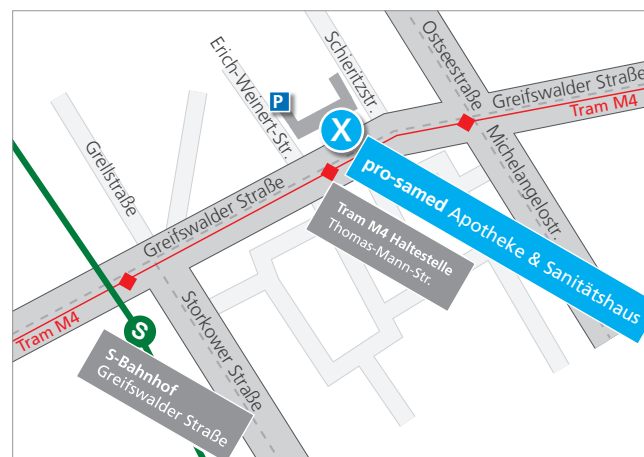 Ostseestraße
Schieritzstr.
Erich-Weinert-Str.
P
Greifswalder Straße
Tram M4
X
Michelangelostr.
pro-samed Apotheke & Sanitätshaus
Grellstraße
Greifswalder Straße
Tram M4 Haltestelle
Thomas-Mann-Str.
Tram M4
S
Storkower Straße
S-Bahnhof
Greifswalder Straße